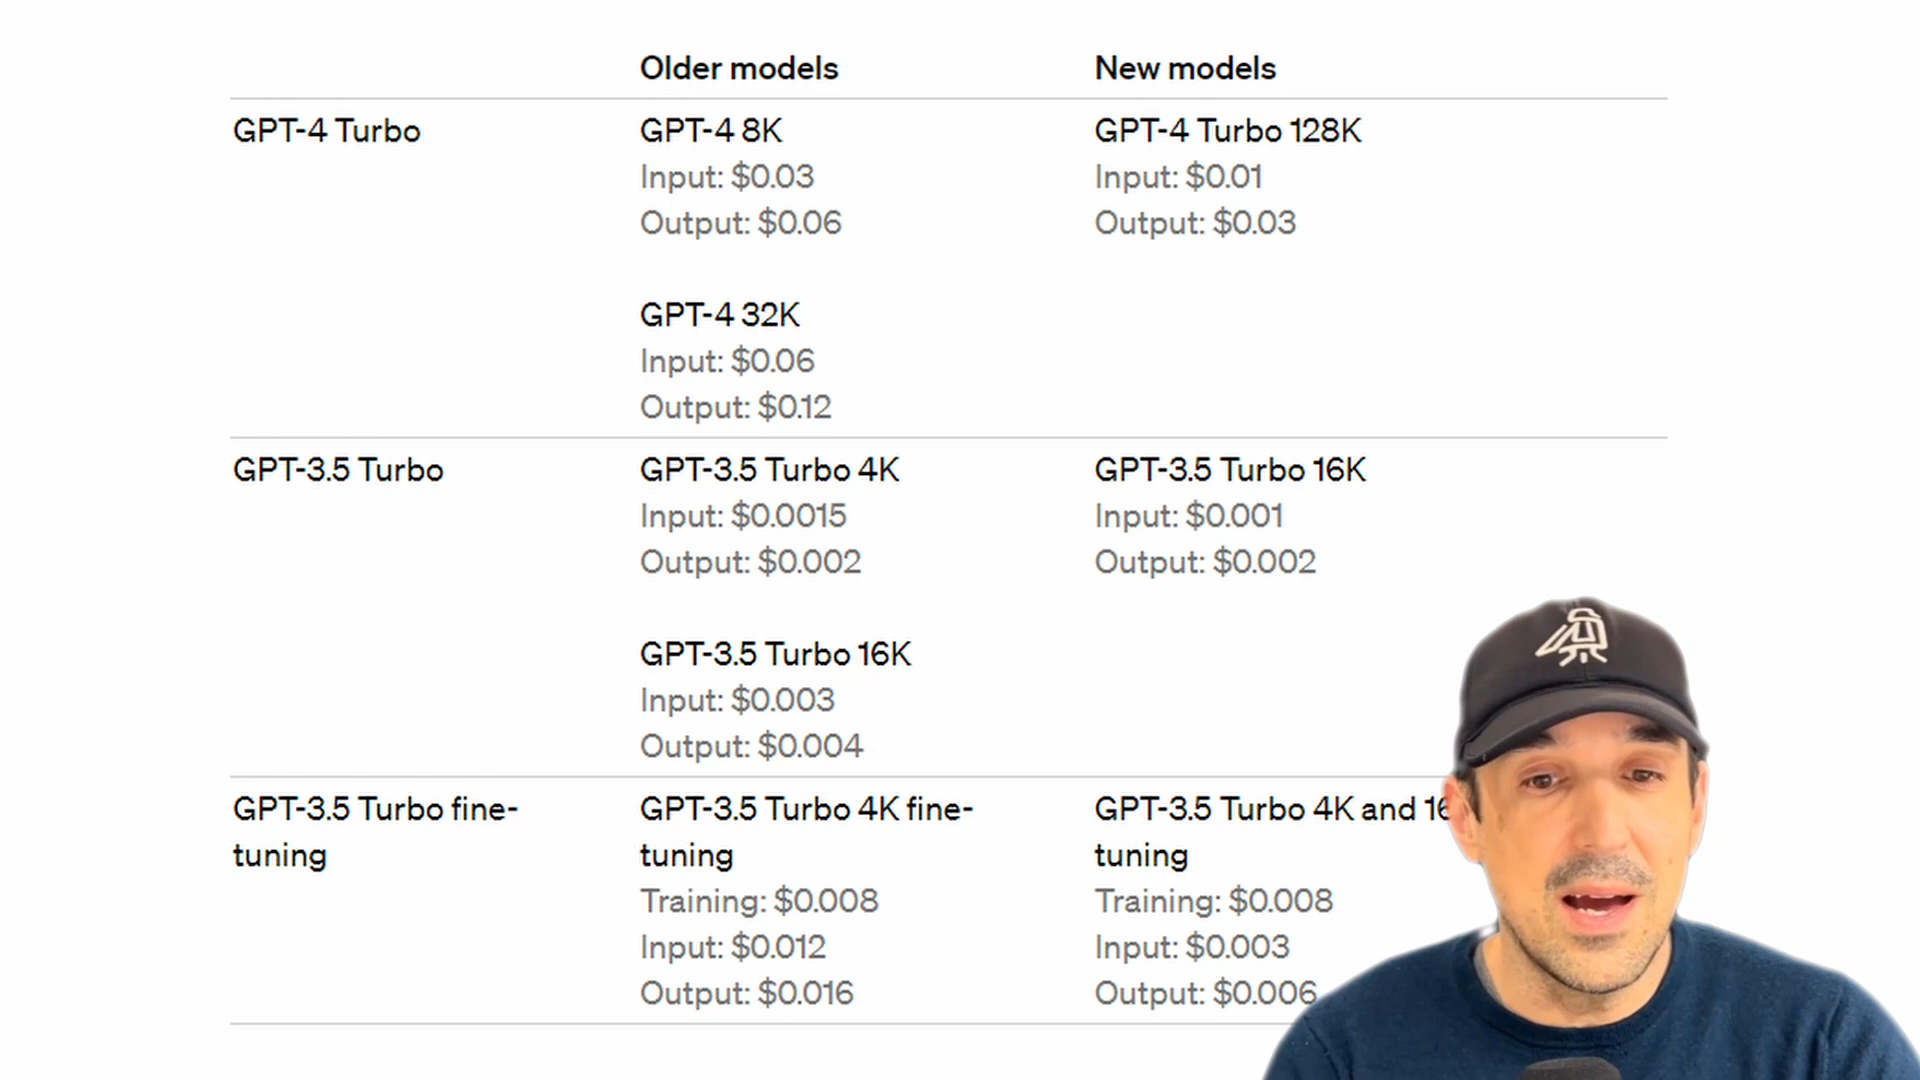 Older models
New models
GPT-4 Turbo
GPT-4 8K
Input: $0.03
Output: $0.06
GPT-4 32K
Input: $0.06
Output: $0.12
GPT-4 Turbo 128K
Input: $0.01
Output: $0.03
GPT-3.5 Turbo
GPT-3.5 Turbo 4K
Input: $0.0015
Output: $0.002
GPT-3.5 Turbo 16K
Input: $0.003
Output: $0.004
GPT-3.5 Turbo 16K
Input: $0.001
Output: $0.002
GPT-3.5 Turbo fine-
tuning
GPT-3.5 Turbo 4K fine-
tuning
Training: $0.008
Input: $0.012
Output: $0.016
GPT-3.5 Turbo 4K and
tuning
Training: $0.008
Input: $0.003
Output: $0.006